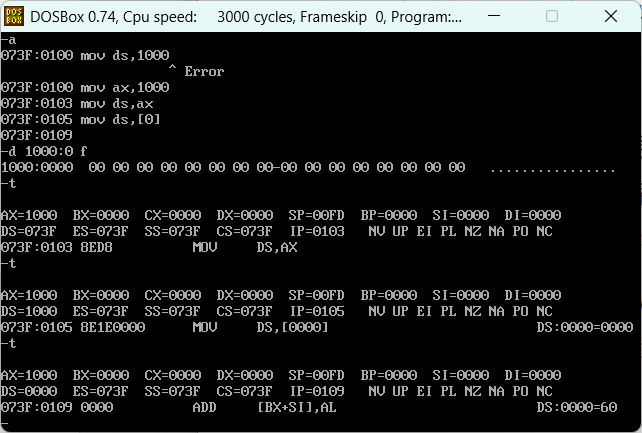 DOS
BOX
DOSBox 0.74, Cpu speed: 3000 cycles, Frameskip 0, Program:...
-a
073F:0100 mov ds,1000
^ Error
073F:0100 mov ax,1000
073F:0103 mov ds,ax
073F:0105 mov ds,[0]
073F:0109
-d 1000:0 f
1000:0000 00 00 00 00 00 00 00 00-00 00 00 00 00 00 00 00 ................
-t
AX=1000 BX=0000 CX=0000 DX=0000 SP=00FD BP=0000 SI=0000 DI=0000
DS=073F ES=073F SS=073F CS=073F IP=0103 NV UP EI PL NZ NA PO NC
073F:0103 8ED8 MOV DS,AX
-t
AX=1000 BX=0000 CX=0000 DX=0000 SP=00FD BP=0000 SI=0000 DI=0000
DS=1000 ES=073F SS=073F CS=073F IP=0105 NV UP EI PL NZ NA PO NC
073F:0105 8E1E0000 MOV DS,[0000] DS:0000=0000
-t
AX=1000 BX=0000 CX=0000 DX=0000 SP=00FD BP=0000 SI=0000 DI=0000
DS=0000 ES=073F SS=073F CS=073F IP=0109 NV UP EI PL NZ NA PO NC
073F:0109 0000 ADD [BX+SI],AL DS:0000=60
-